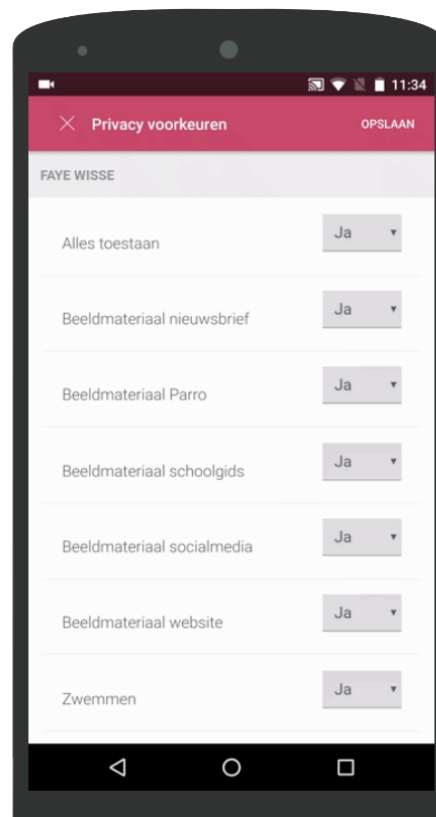 11:34
Privacy voorkeuren OPSLAAN
FAYE WISSE
Alles toestaan Ja
Beeldmateriaal nieuwsbrief Ja
Beeldmateriaal Parro Ja
Beeldmateriaal schoolgids Ja
Beeldmateriaal socialmedia Ja
Beeldmateriaal website Ja
Zwemmen Ja